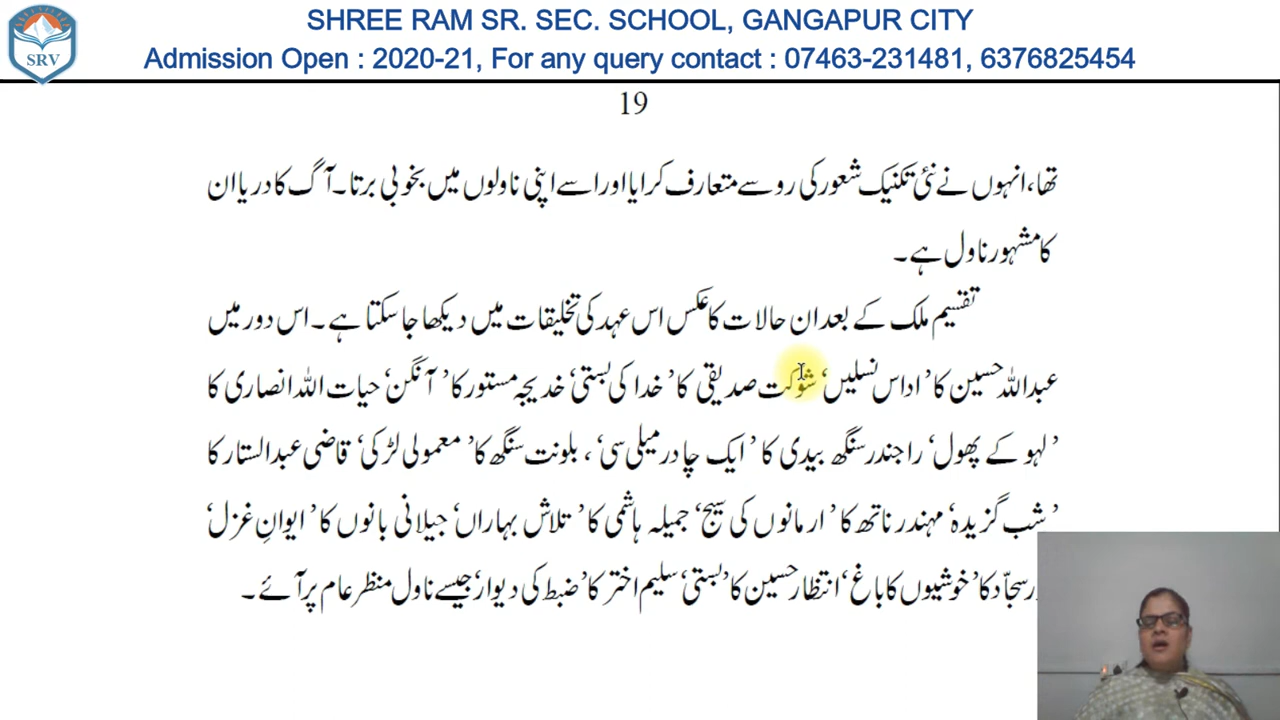 SHREE RAM SR. SEC. SCHOOL, GANGAPUR CITY
Admission Open : 2020-21, For any query contact : 07463-231481, 6376825454
SRV
19
تھا، انہوں نے نئی تکنیک شعور کی رو سے متعارف کرایا اور اسے اپنی ناولوں میں بخوبی برتا۔ آگ کا دریا ان
کا مشہور ناول ہے۔
تقسیم ملک کے بعد ان حالات کا عکس اس عہد کی تخلیقات میں دیکھا جا سکتا ہے۔ اس دور میں
عبداللہ حسین کا ’اداس نسلیں‘ شوکت صدیقی کا ’خدا کی بستی‘ خدیجہ مستور کا ’آنگن‘ حیات اللہ انصاری کا
’لہو کے پھول‘ راجندر سنگھ بیدی کا ’ایک چادر میلی سی‘، بلونت سنگھ کا ’معمولی لڑکی‘ قاضی عبدالستار کا
’شب گزیدہ‘ مہندر ناتھ کا ’ارمانوں کی سیج‘ جمیلہ ہاشمی کا ’تلاش بہاراں‘ جیلانی بانوں کا ’ایوانِ غزل‘
سجّاد کا ’خوشیوں کا باغ‘ انتظار حسین کا ’بستی‘ سلیم اختر کا ’ضبط کی دیوار‘ جیسے ناول منظر عام پر آئے۔